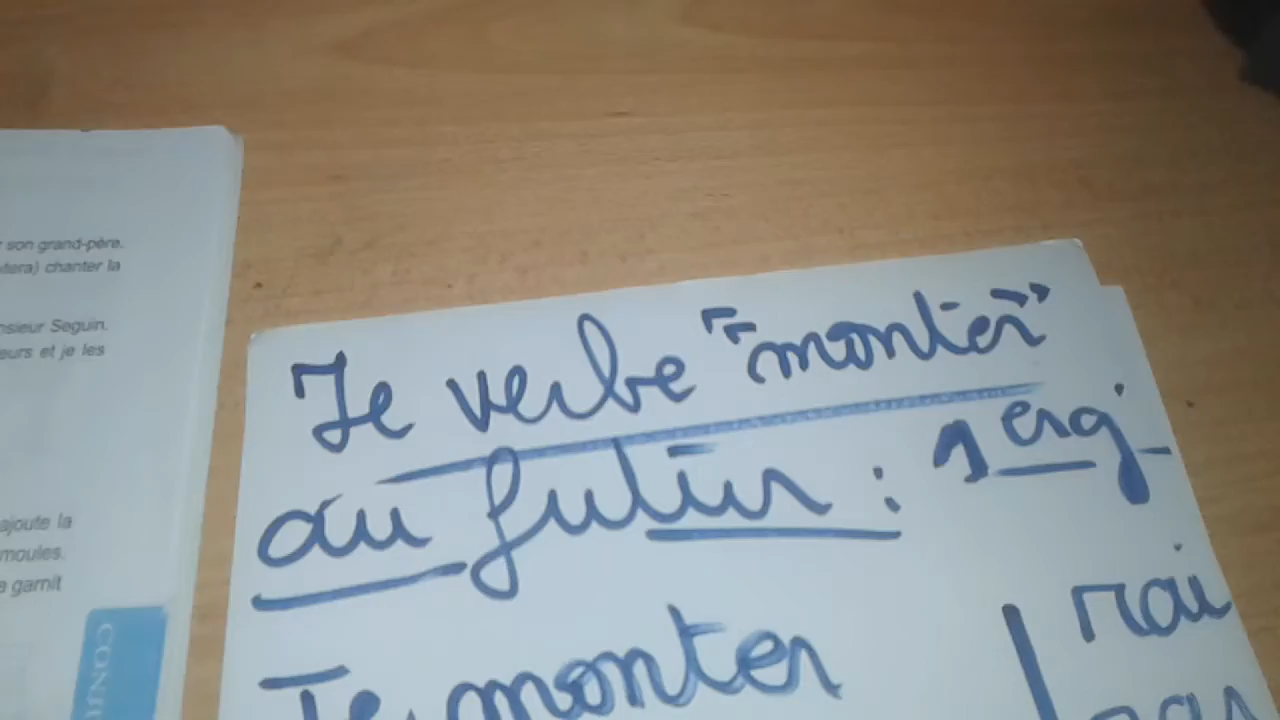 son grand-père.
chanter la
Seguin.
eurs et je les
ajoute la
moules.
garnit
CONJ
Le verbe "monter"
au futur : 1er g.
Je monter | rai